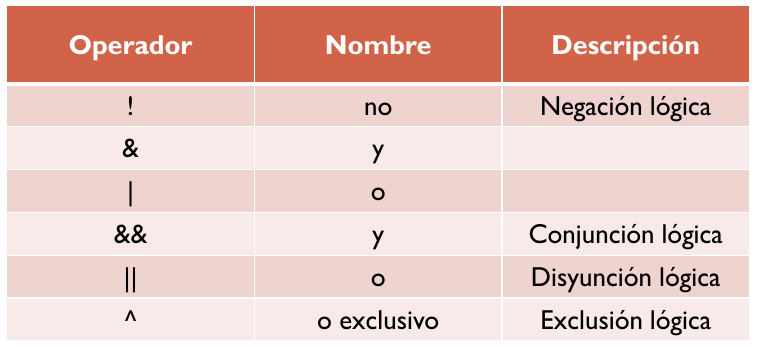 Operador Nombre Descripción
! no Negación lógica
& y
| o
&& y Conjunción lógica
|| o Disyunción lógica
^ o exclusivo Exclusión lógica